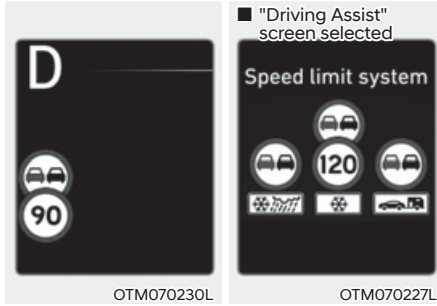 D
90
OTM070230L
■ "Driving Assist"
screen selected
Speed limit system
120
OTM070227L